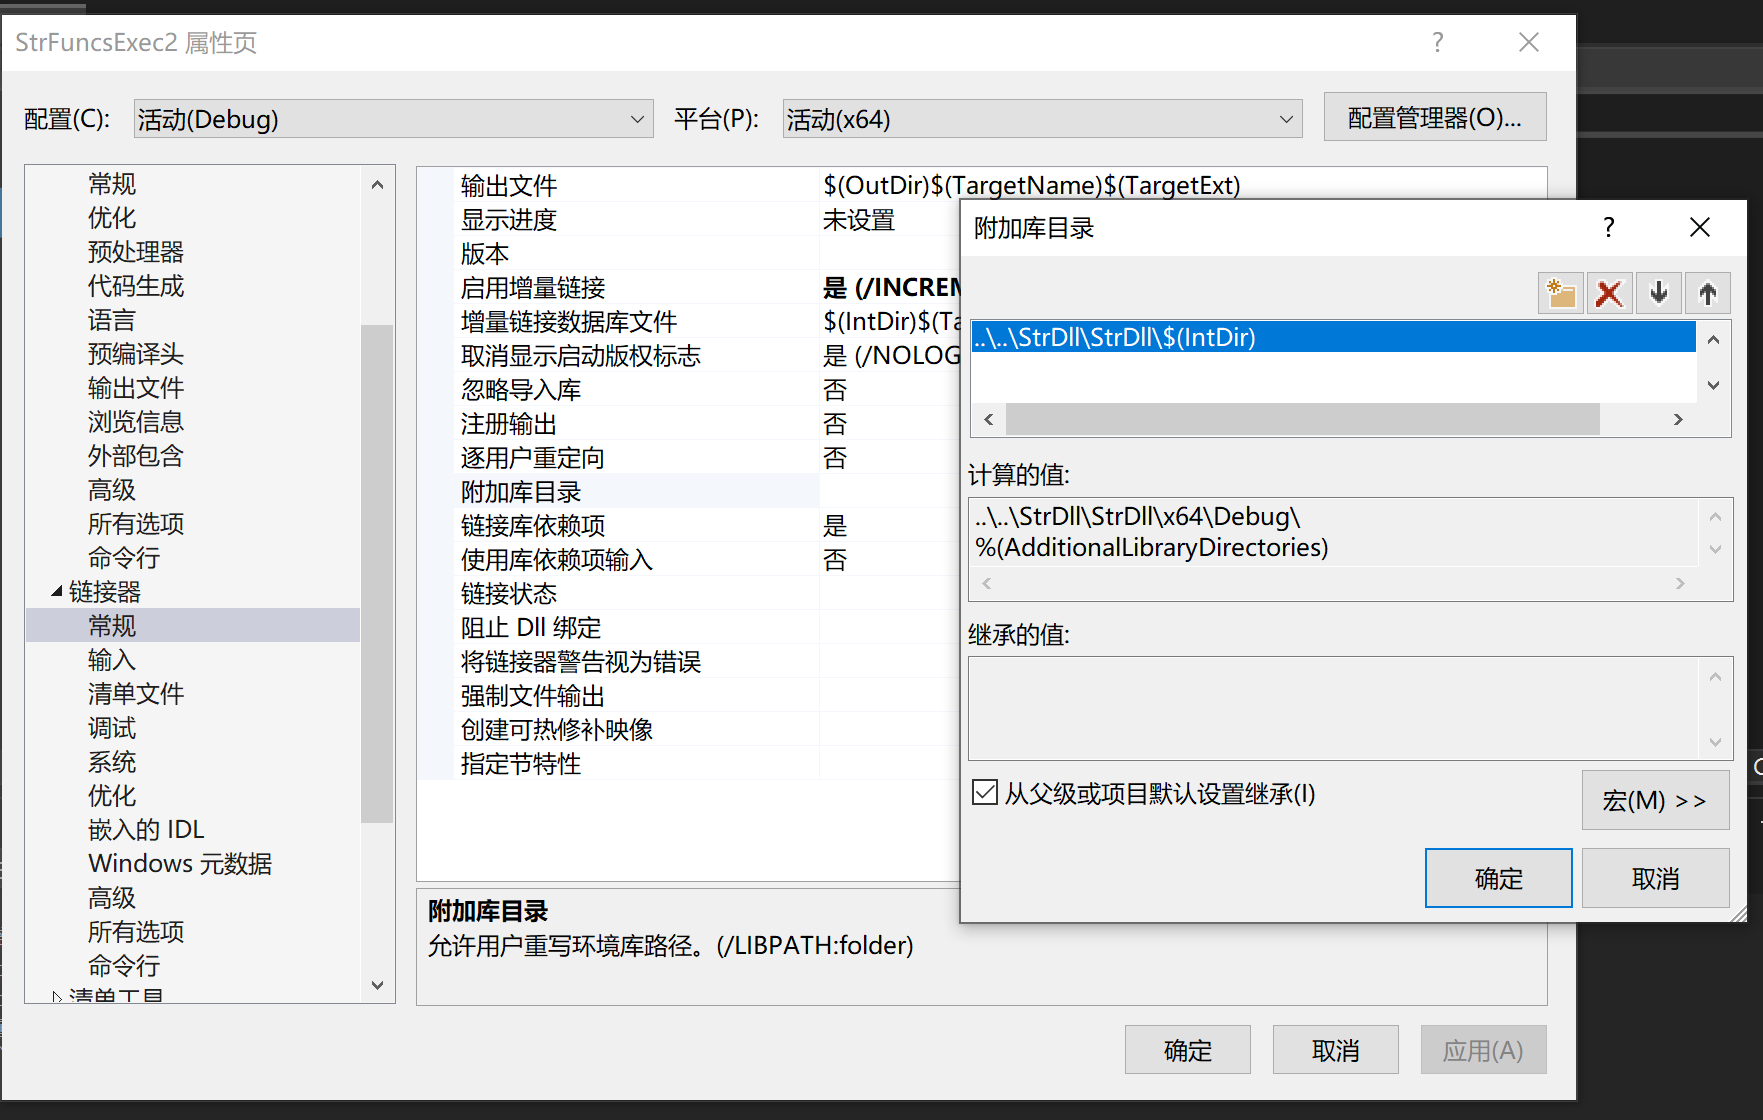 StrFuncsExec2 属性页
配置(C):
活动(Debug)
平台(P):
活动(x64)
配置管理器(O)...
常规
优化
预处理器
代码生成
语言
预编译头
输出文件
浏览信息
外部包含
高级
所有选项
命令行
链接器
常规
输入
清单文件
调试
系统
优化
嵌入的 IDL
Windows 元数据
高级
所有选项
命令行
清单工具
输出文件 $(OutDir)$(TargetName)$(TargetExt)
显示进度 未设置
版本
启用增量链接 是 (/INCREM
增量链接数据库文件 $(IntDir)$(Ta
取消显示启动版权标志 是 (/NOLOG
忽略导入库 否
注册输出 否
逐用户重定向 否
附加库目录
链接库依赖项 是
使用库依赖项输入 否
链接状态
阻止 Dll 绑定
将链接器警告视为错误
强制文件输出
创建可热修补映像
指定节特性
附加库目录
允许用户重写环境库路径。(/LIBPATH:folder)
确定
取消
应用(A)
附加库目录
..\..\StrDll\StrDll\$(IntDir)
计算的值:
..\..\StrDll\StrDll\x64\Debug\
%(AdditionalLibraryDirectories)
继承的值:
从父级或项目默认设置继承(I)
宏(M) >>
确定
取消